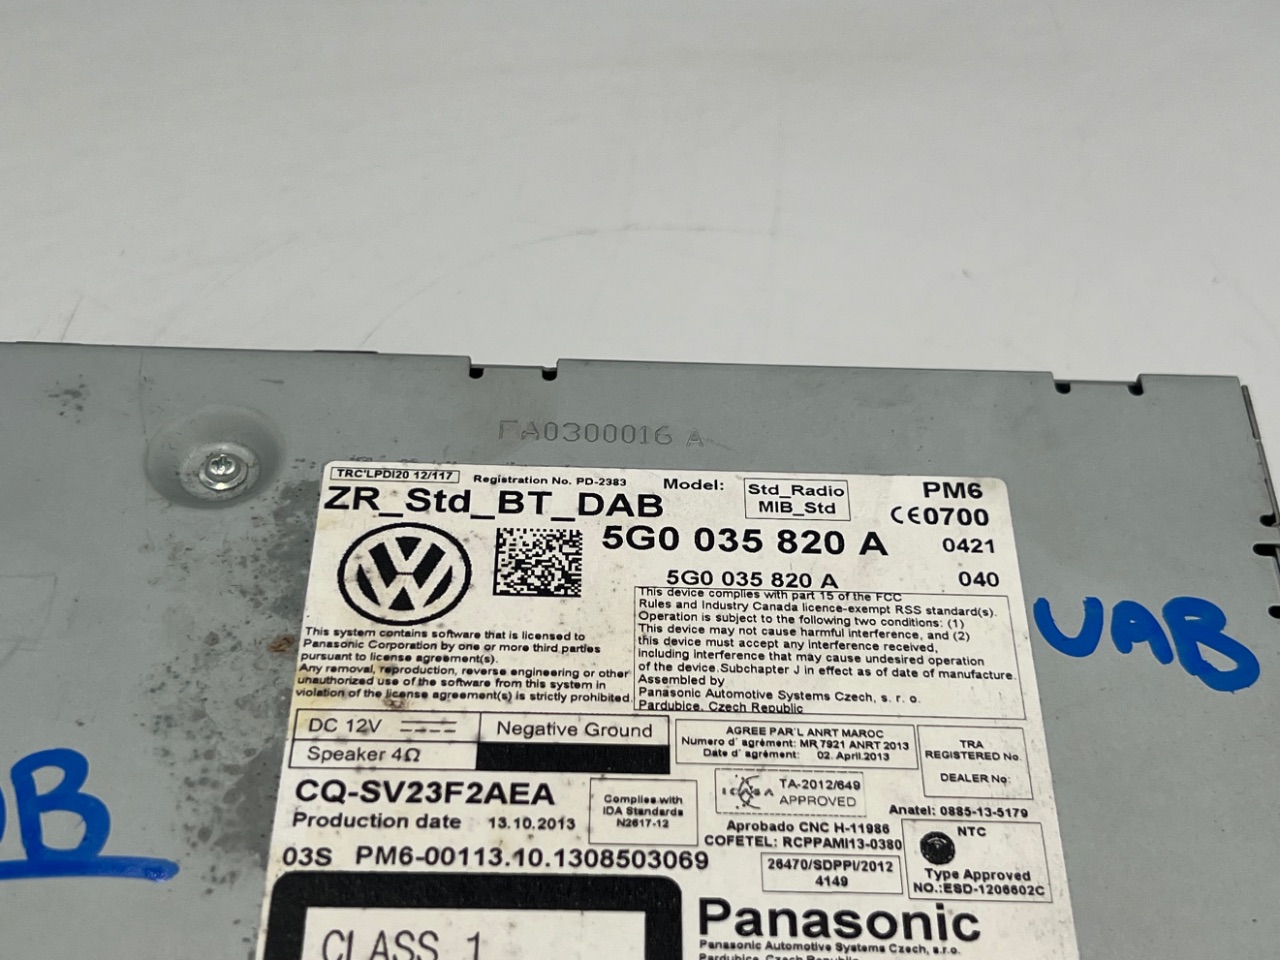 FA0300016 A
TRC'LPDI20 12/117
Registration No. PD-2383
Model:
Std_Radio
MIB_Std
PM6
ZR_Std_BT_DAB
CE0700
5G0 035 820 A
0421
5G0 035 820 A
040
This device complies with part 15 of the FCC
Rules and Industry Canada licence-exempt RSS standard(s).
Operation is subject to the following two conditions: (1)
This device may not cause harmful interference, and (2)
this device must accept any interference received,
including interference that may cause undesired operation
of the device.Subchapter J in effect as of date of manufacture.
Assembled by
Panasonic Automotive Systems Czech, s. r. o.
Pardubice, Czech Republic
This system contains software that is licensed to
Panasonic Corporation by one or more third parties
pursuant to license agreement(s).
Any removal, reproduction, reverse engineering or other
unauthorized use of the software from this system in
violation of the license agreement(s) is strictly prohibited.
UAB
DC 12V
Negative Ground
Speaker 4Ω
AGREE PAR'L ANRT MAROC
Numero d' agrément: MR 7921 ANRT 2013
Date d' agrément: 02. April.2013
TRA
REGISTERED No:
DEALER No:
CQ-SV23F2AEA
Production date 13.10.2013
Complies with
IDA Standards
N2617-12
ICASA
TA-2012/649
APPROVED
Anatel: 0885-13-5179
Aprobado CNC H-11986
COFETEL: RCPPAMI13-0380
NTC
Type Approved
NO.:ESD-1206602C
03S PM6-00113.10.1308503069
26470/SDPPI/2012
4149
CLASS 1
Panasonic
Panasonic Automotive Systems Czech, s.r.o.
Pardubice, Czech Republic